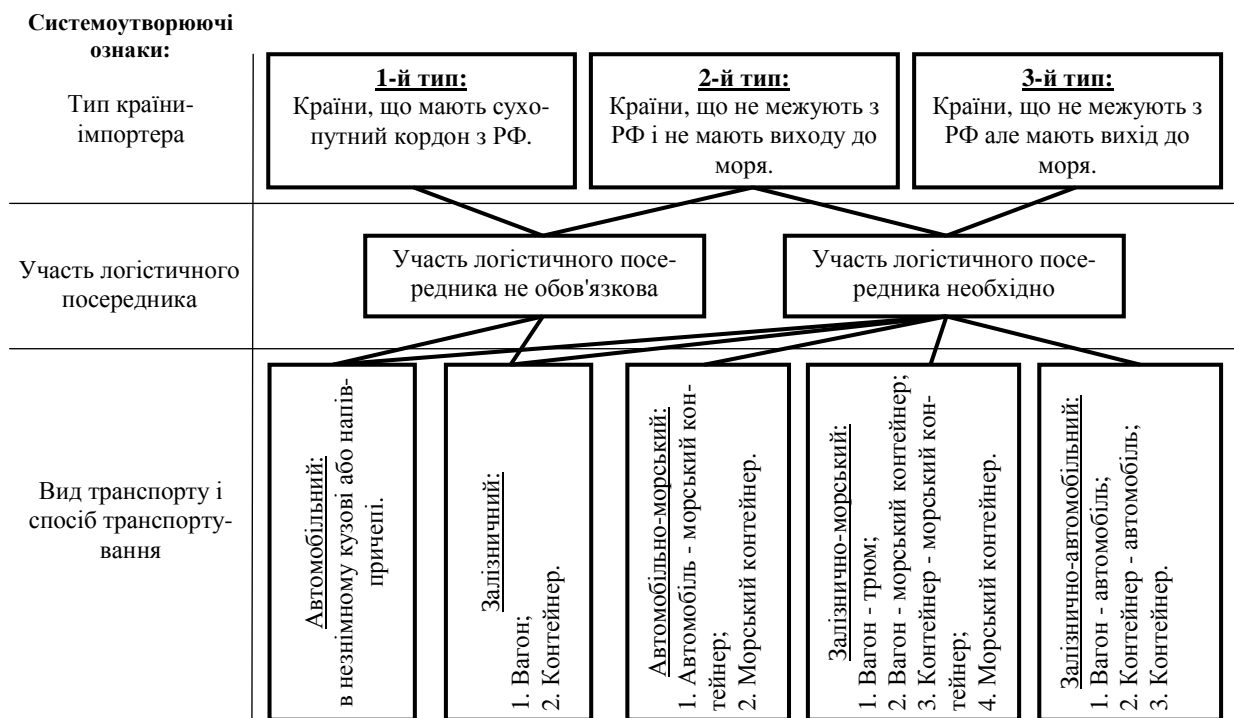 Системоутворюючі
ознаки:
Тип країни-
імпортера
1-й тип:
Країни, що мають сухо-
путний кордон з РФ.
2-й тип:
Країни, що не межують з
РФ і не мають виходу до
моря.
3-й тип:
Країни, що не межують з
РФ але мають вихід до
моря.
Участь логістичного
посередника
Участь логістичного посе-
редника не обов'язкова
Участь логістичного посе-
редника необхідно
Вид транспорту і
спосіб транспорту-
вання
Автомобільний:
в незнімному кузові або напів-
причепі.
Залізничний:
1. Вагон;
2. Контейнер.
Автомобільно-морський:
1. Автомобіль - морський кон-
тейнер;
2. Морський контейнер.
Залізнично-морський:
1. Вагон - трюм;
2. Вагон - морський контейнер;
3. Контейнер - морський кон-
тейнер;
4. Морський контейнер.
Залізнично-автомобільний:
1. Вагон - автомобіль;
2. Контейнер - автомобіль;
3. Контейнер.